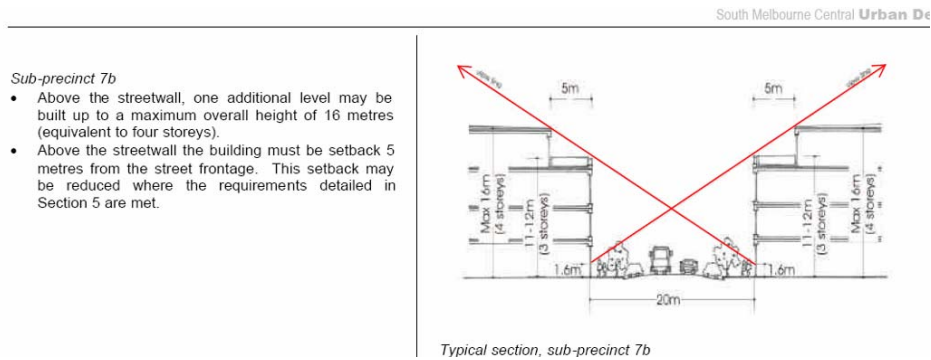 South Melbourne Central Urban De
Sub-precinct 7b
• Above the streetwall, one additional level may be
built up to a maximum overall height of 16 metres
(equivalent to four storeys).
• Above the streetwall the building must be setback 5
metres from the street frontage. This setback may
be reduced where the requirements detailed in
Section 5 are met.
view line
view line
5m
5m
Max 16m
(4 storeys)
11-12m
(3 storeys)
11-12m
(3 storeys)
Max 16m
(4 storeys)
1.6m
1.6m
20m
Typical section, sub-precinct 7b